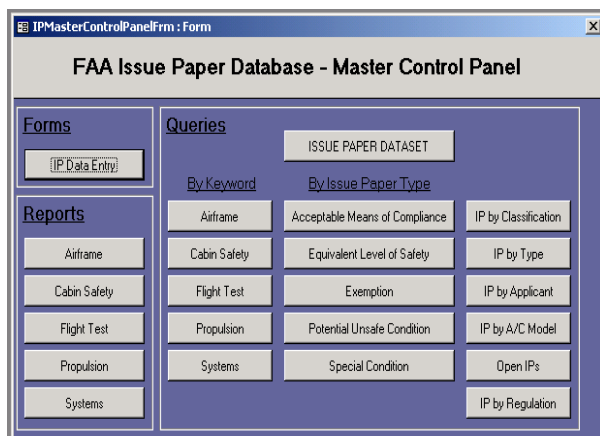 IPMasterControlPanelFrm : Form
FAA Issue Paper Database - Master Control Panel
Forms
IP Data Entry
Reports
Airframe
Cabin Safety
Flight Test
Propulsion
Systems
Queries
ISSUE PAPER DATASET
By Keyword
Airframe
Cabin Safety
Flight Test
Propulsion
Systems
By Issue Paper Type
Acceptable Means of Compliance
Equivalent Level of Safety
Exemption
Potential Unsafe Condition
Special Condition
IP by Classification
IP by Type
IP by Applicant
IP by A/C Model
Open IPs
IP by Regulation